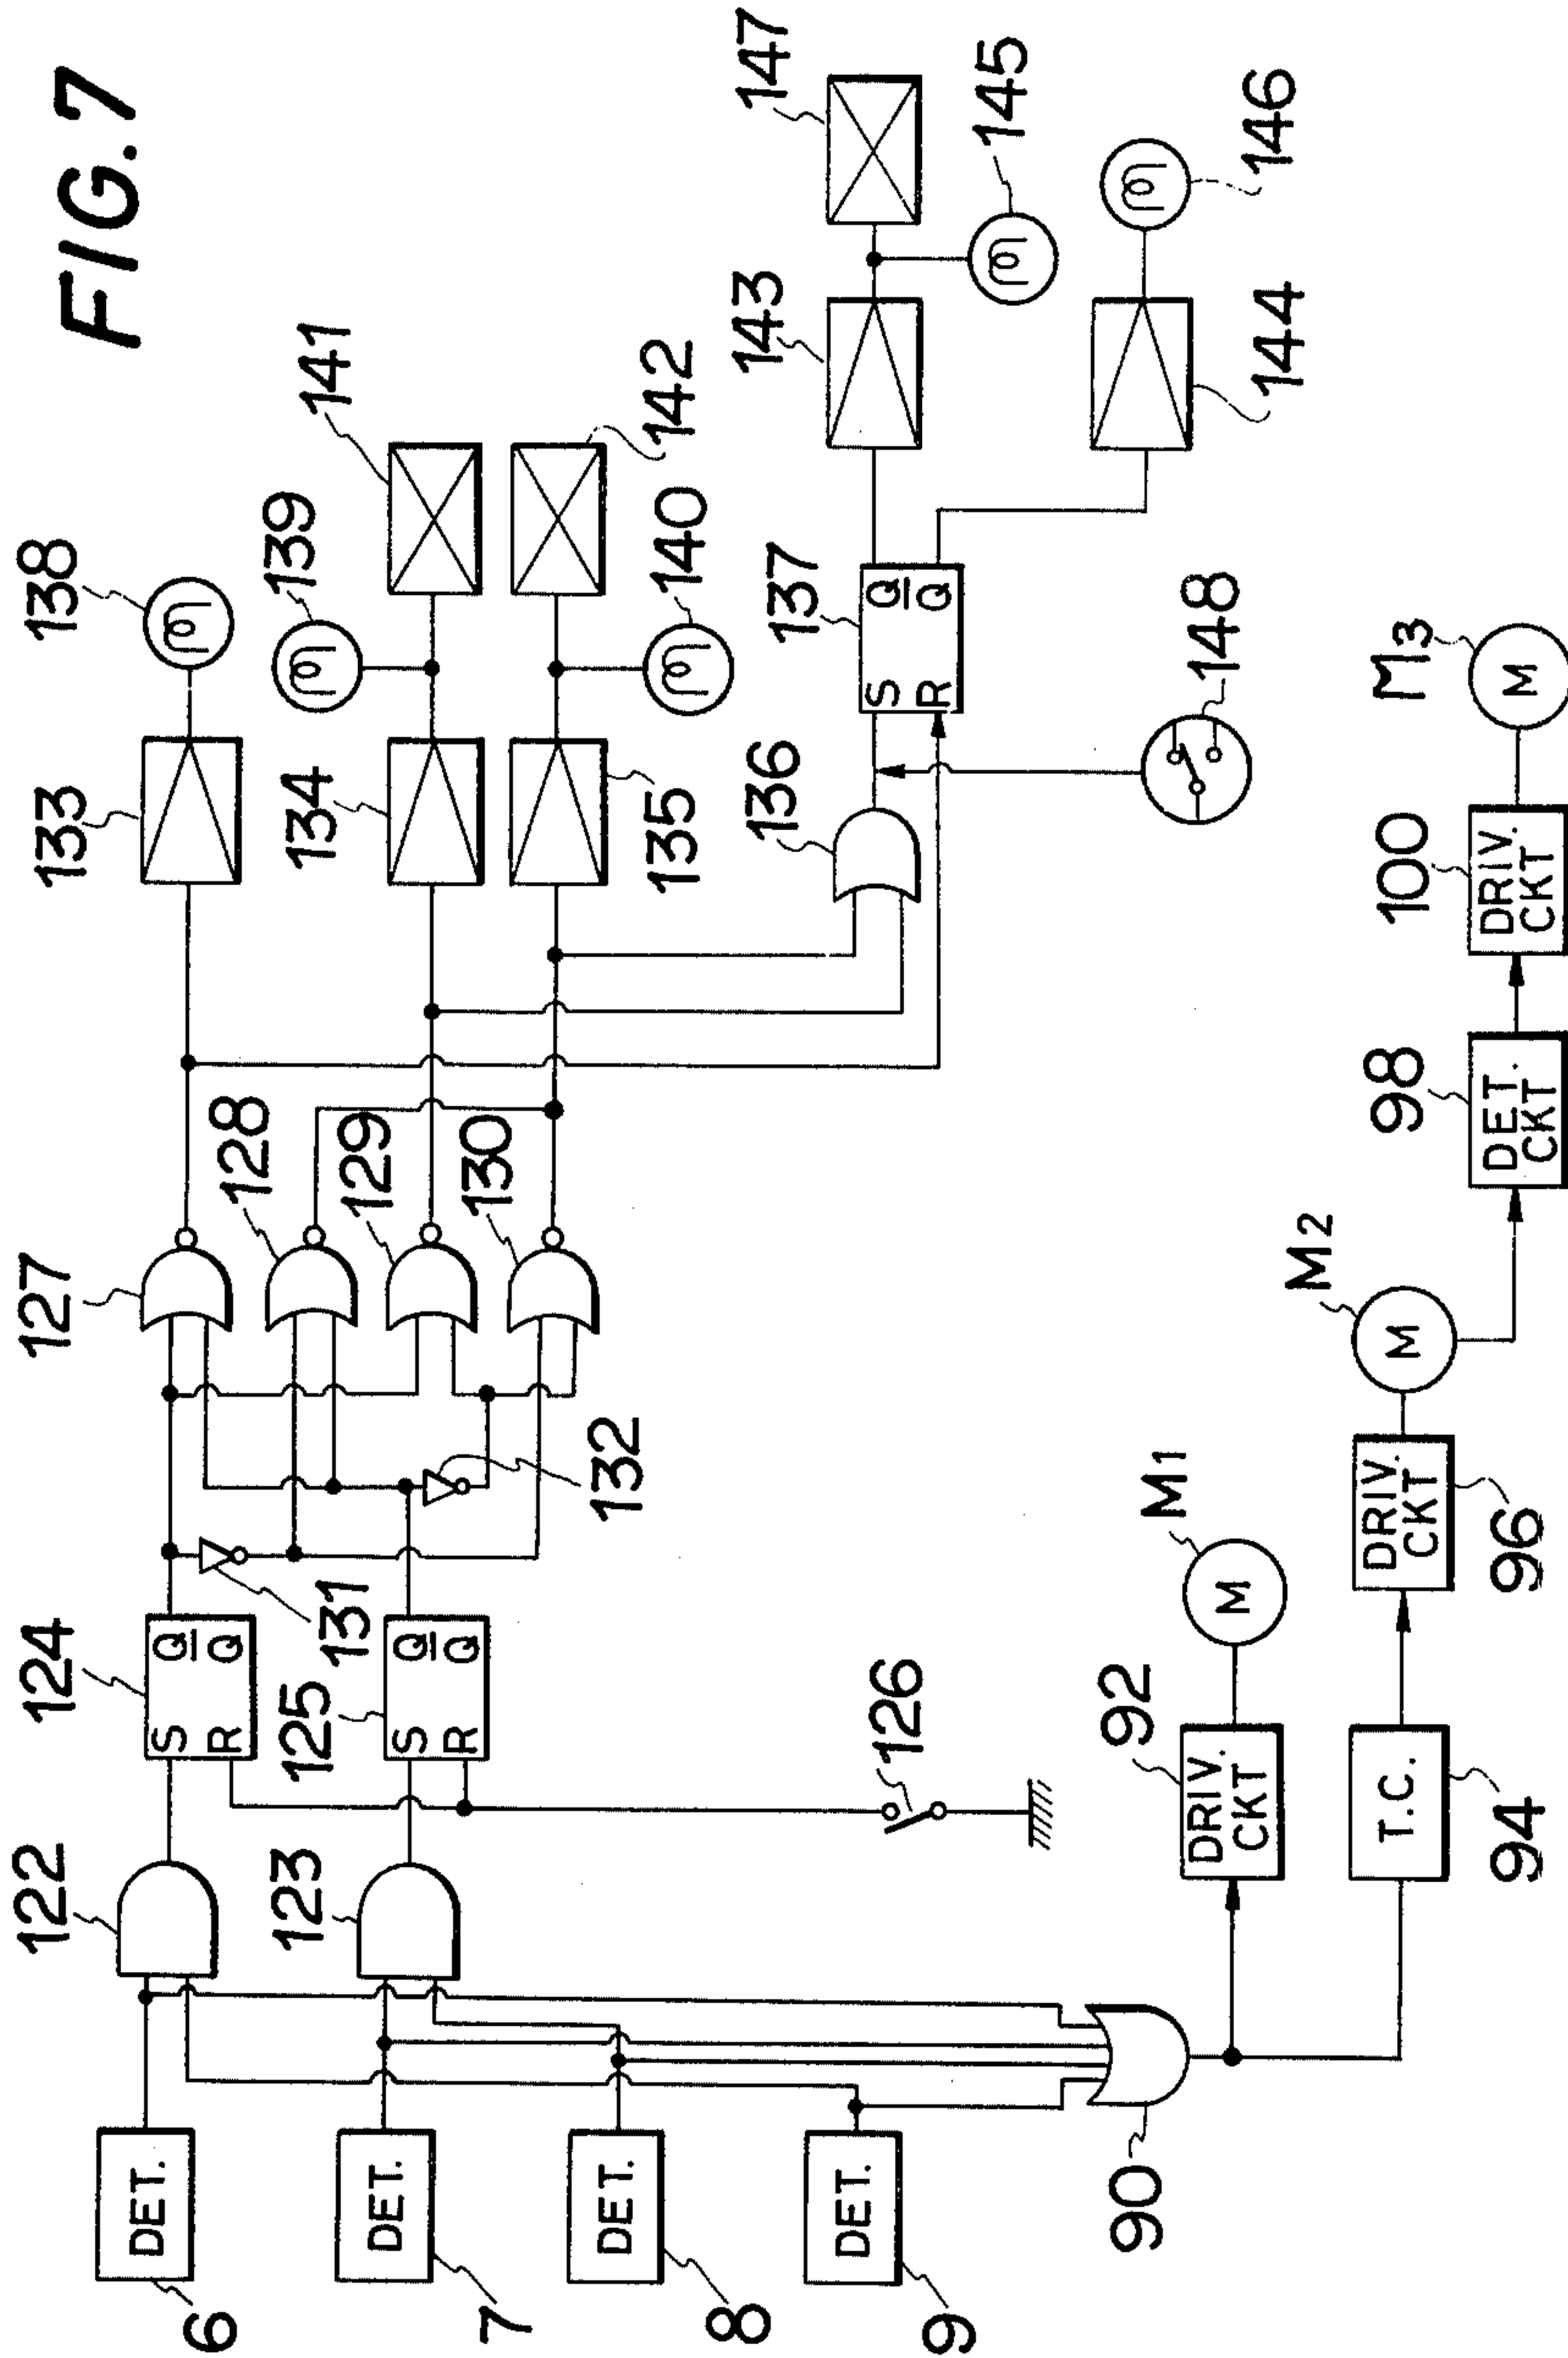 FIG. 7
122
124
127
133
138
6
DET.
S
Q
R
Q̅
128
139
141
123
125
131
129
134
7
DET.
S
Q
R
Q̅
130
132
135
140
142
8
DET.
9
DET.
126
136
137
143
147
S
Q
R
Q̅
145
148
144
146
90
92
DRIV.
CKT
M1
M
94
T.C.
96
DRIV.
CKT
M2
M
98
DET.
CKT
100
DRIV.
CKT
M3
M